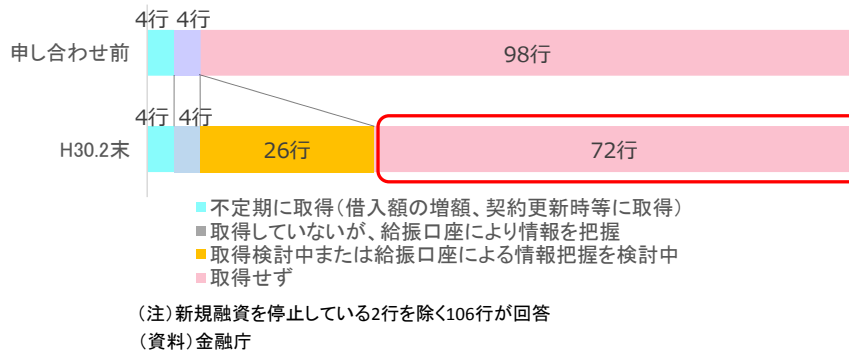 4行 4行
申し合わせ前 98行
4行 4行
H30.2末 26行 72行
不定期に取得(借入額の増額、契約更新時等に取得)
取得していないが、給振口座により情報を把握
取得検討中または給振口座による情報把握を検討中
取得せず
(注)新規融資を停止している2行を除く106行が回答
(資料)金融庁